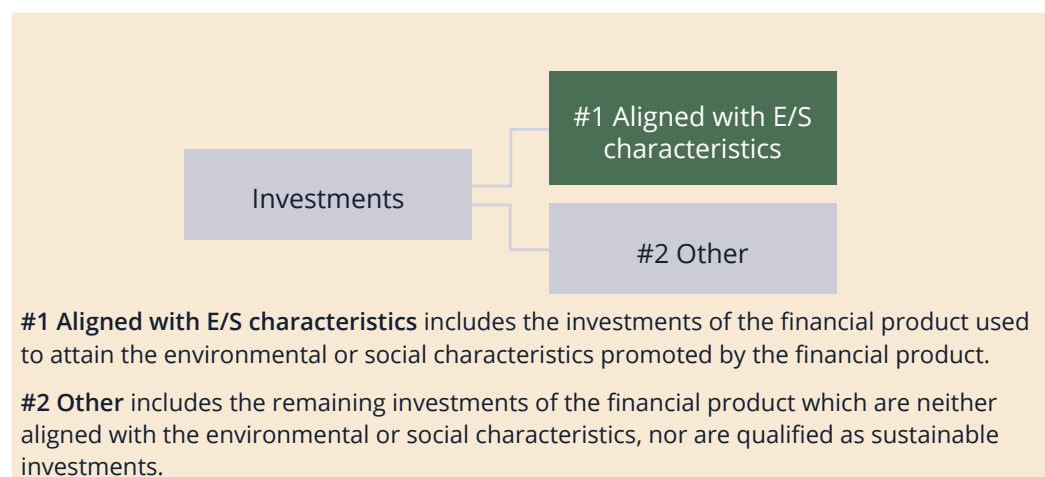 #1 Aligned with E/S
characteristics
Investments
#2 Other
#1 Aligned with E/S characteristics includes the investments of the financial product used
to attain the environmental or social characteristics promoted by the financial product.
#2 Other includes the remaining investments of the financial product which are neither
aligned with the environmental or social characteristics, nor are qualified as sustainable
investments.